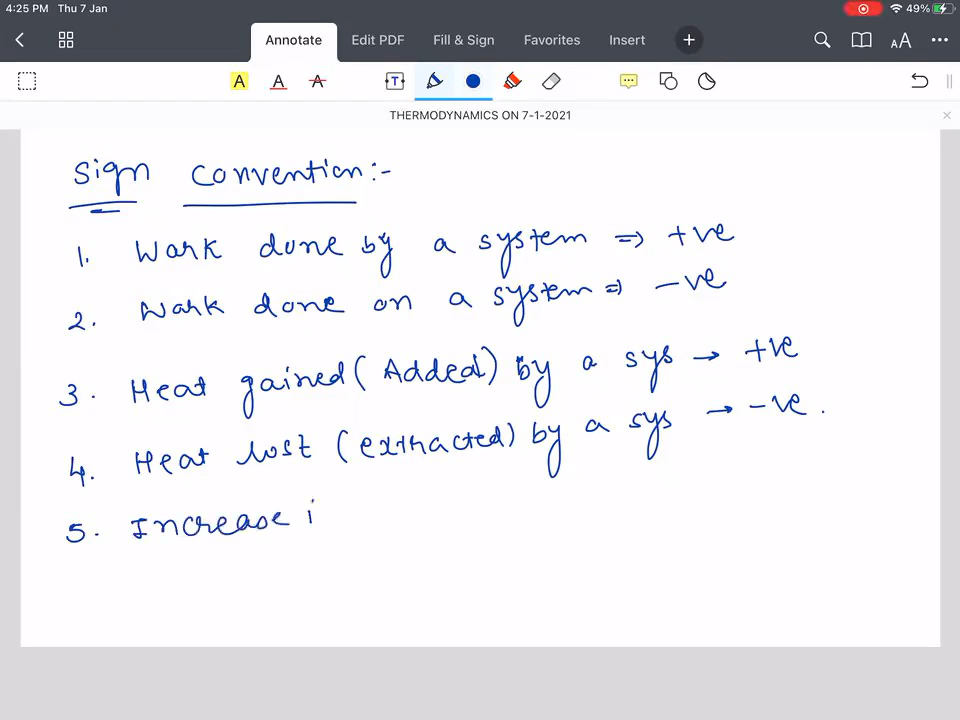 4:25 PM Thu 7 Jan 49%
Annotate Edit PDF Fill & Sign Favorites Insert
A A A T AA
THERMODYNAMICS ON 7-1-2021
Sign Convention:-
1. Work done by a system => +ve
2. Work done on a system => -ve
3. Heat gained (Added) by a sys → +ve
4. Heat lost (extracted) by a sys → -ve.
5. Increase i